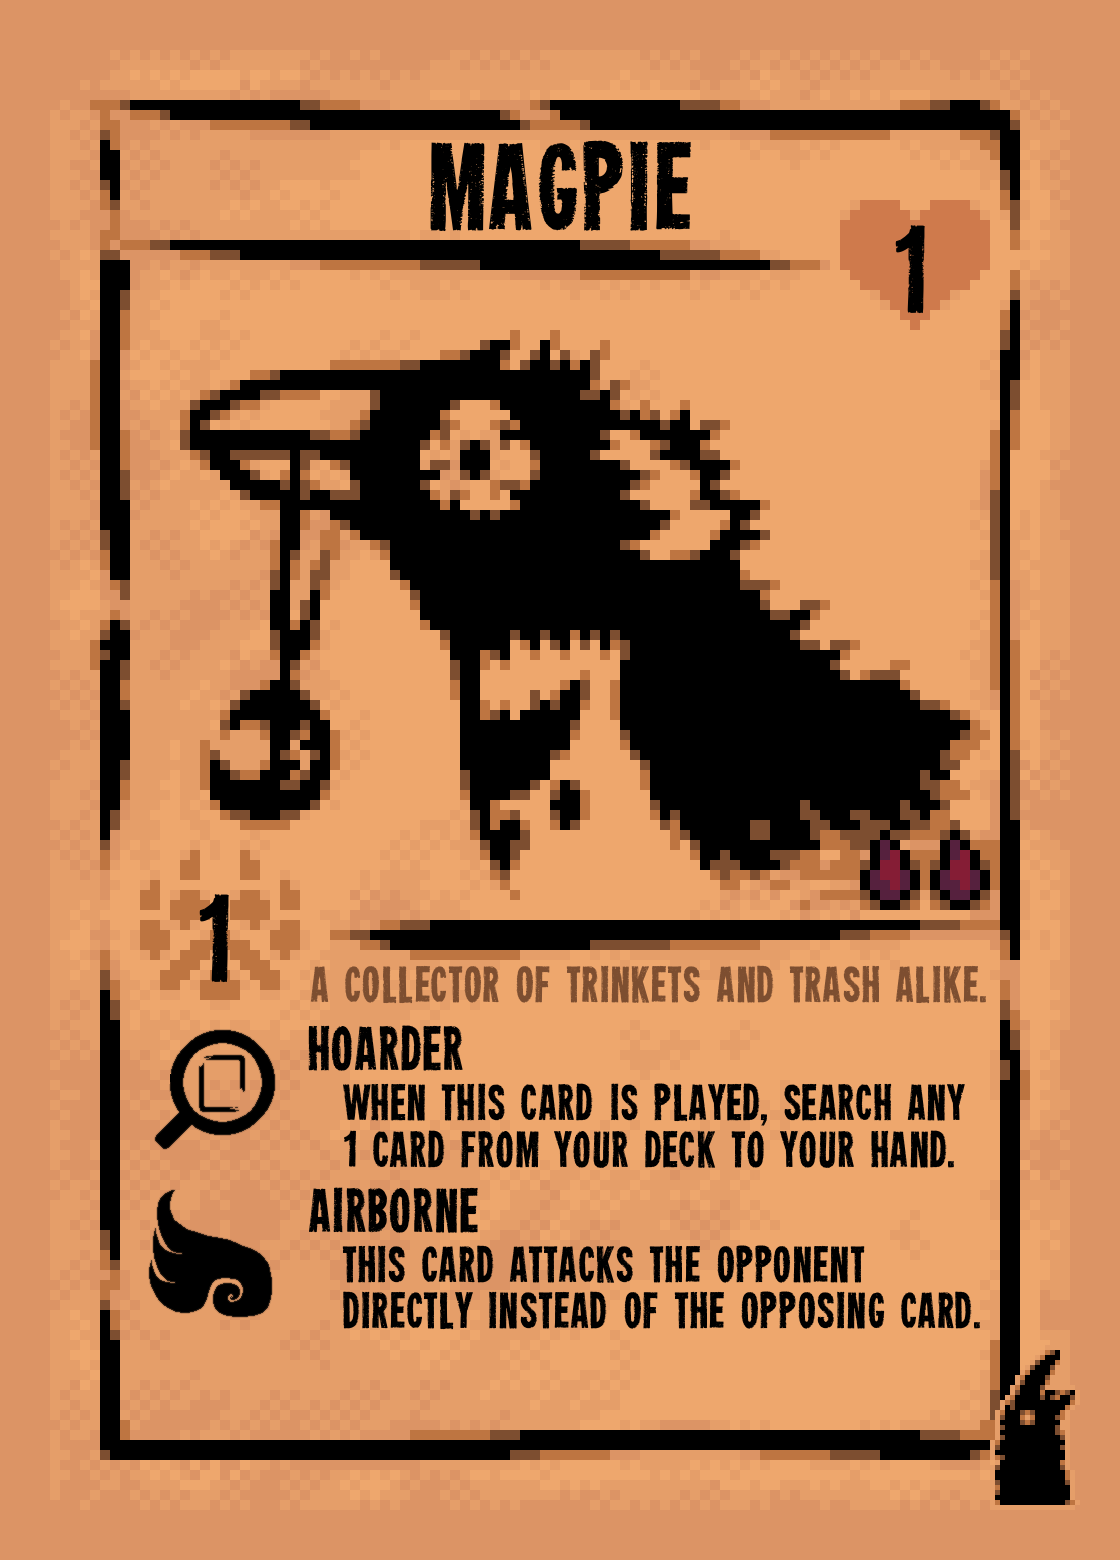 MAGPIE
1
1
A COLLECTOR OF TRINKETS AND TRASH ALIKE.
HOARDER
WHEN THIS CARD IS PLAYED, SEARCH ANY
1 CARD FROM YOUR DECK TO YOUR HAND.
AIRBORNE
THIS CARD ATTACKS THE OPPONENT
DIRECTLY INSTEAD OF THE OPPOSING CARD.